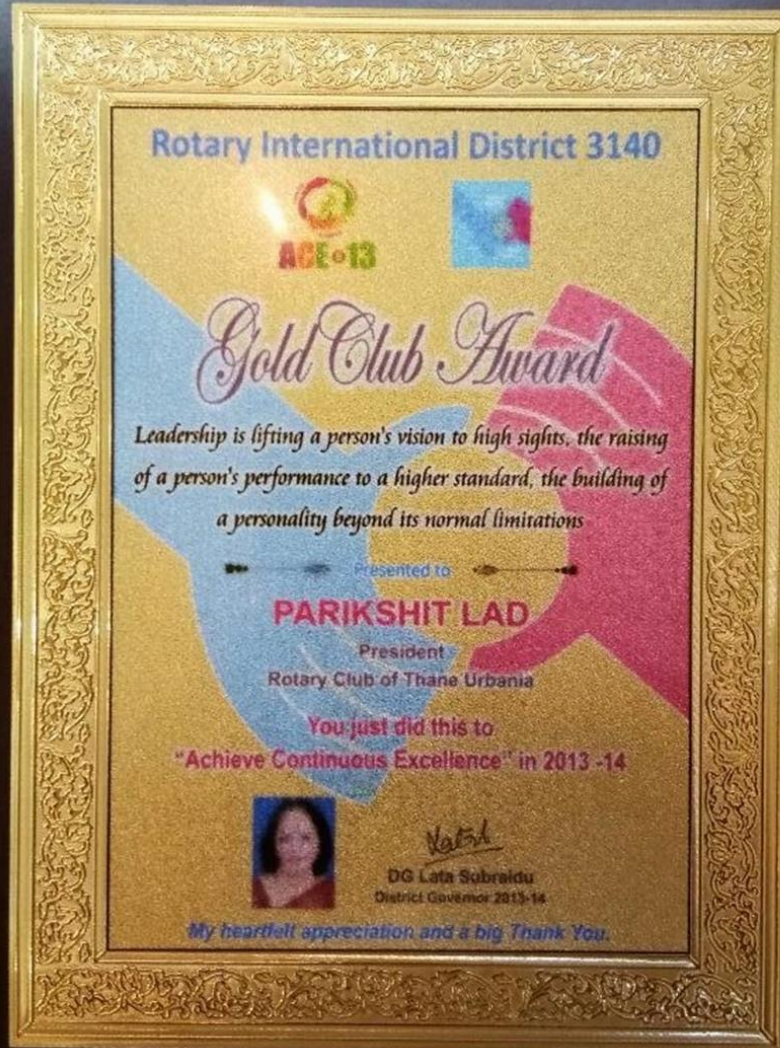 Rotary International District 3140
ACE 13
Gold Club Award
Leadership is lifting a person's vision to high sights, the raising
of a person's performance to a higher standard, the building of
a personality beyond its normal limitations
Presented to
PARIKSHIT LAD
President
Rotary Club of Thane Urbania
You just did this to
"Achieve Continuous Excellence" in 2013 -14
DG Lata Subraidu
District Governor 2013-14
My heartfelt appreciation and a big Thank You.